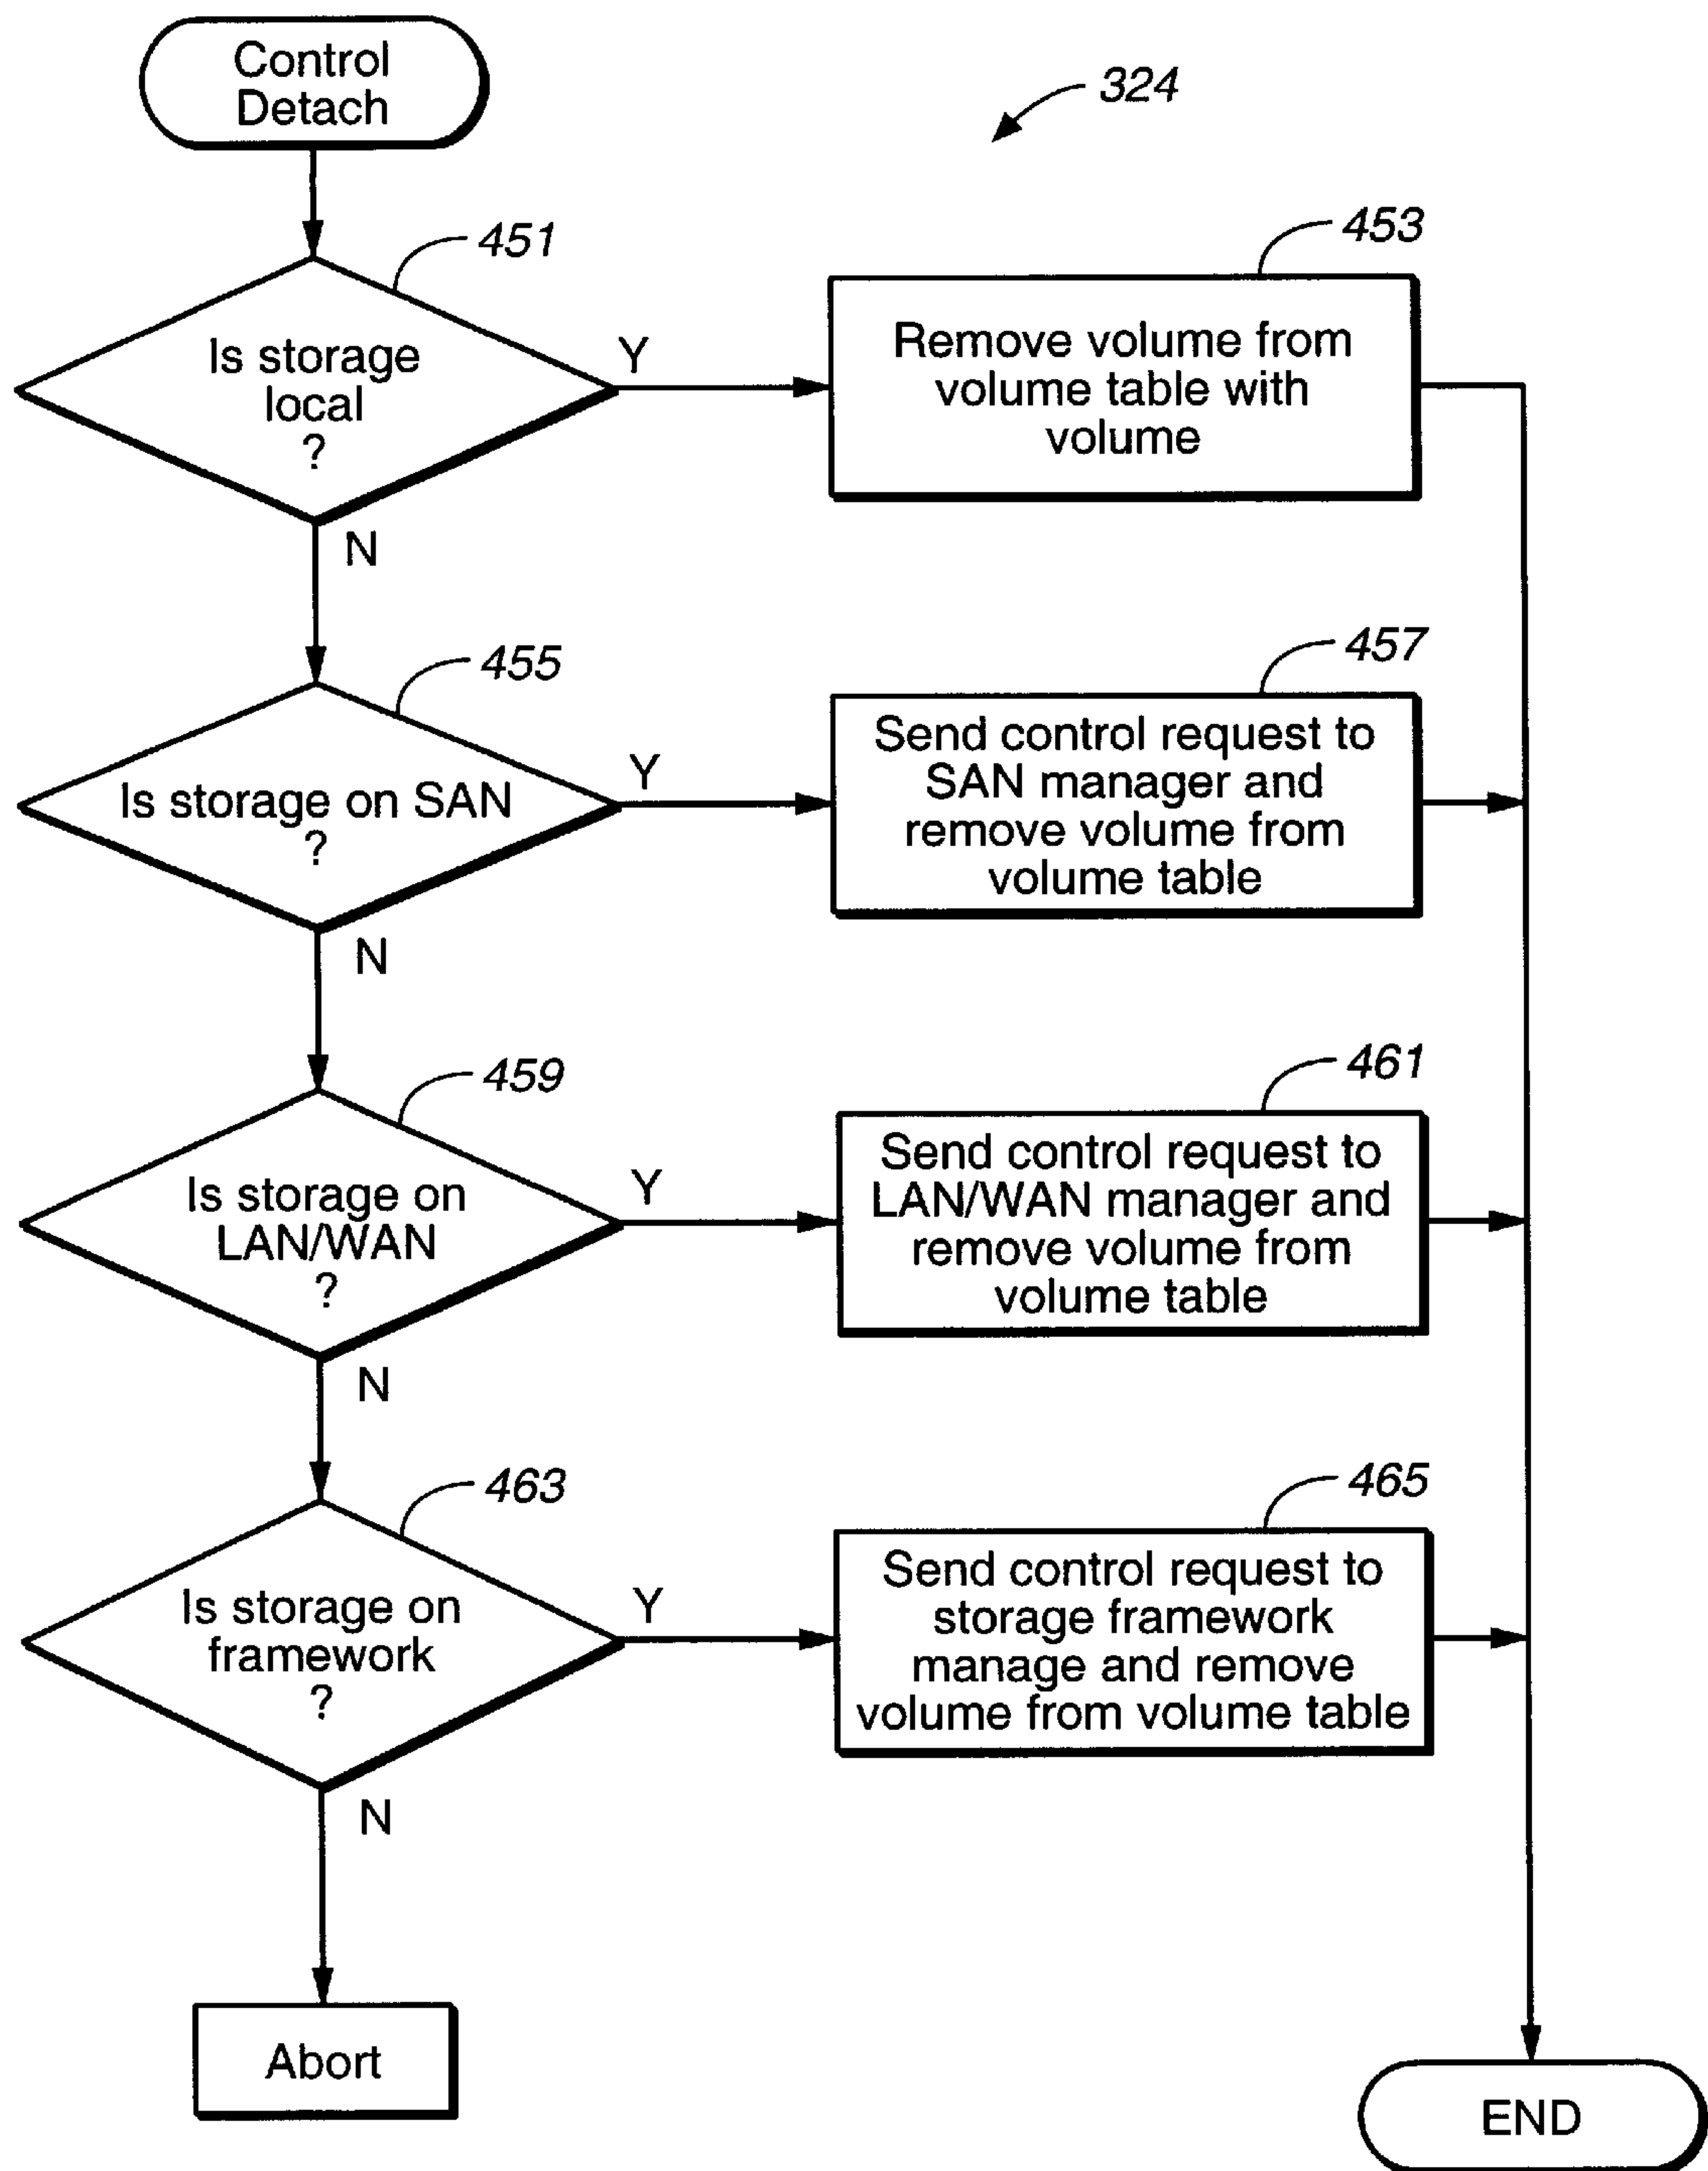 Control
Detach
324
451
453
Is storage
local
?
Y
Remove volume from
volume table with
volume
N
455
457
Is storage on SAN
?
Y
Send control request to
SAN manager and
remove volume from
volume table
N
459
461
Is storage on
LAN/WAN
?
Y
Send control request to
LAN/WAN manager and
remove volume from
volume table
N
463
465
Is storage on
framework
?
Y
Send control request to
storage framework
manage and remove
volume from volume table
N
Abort
END